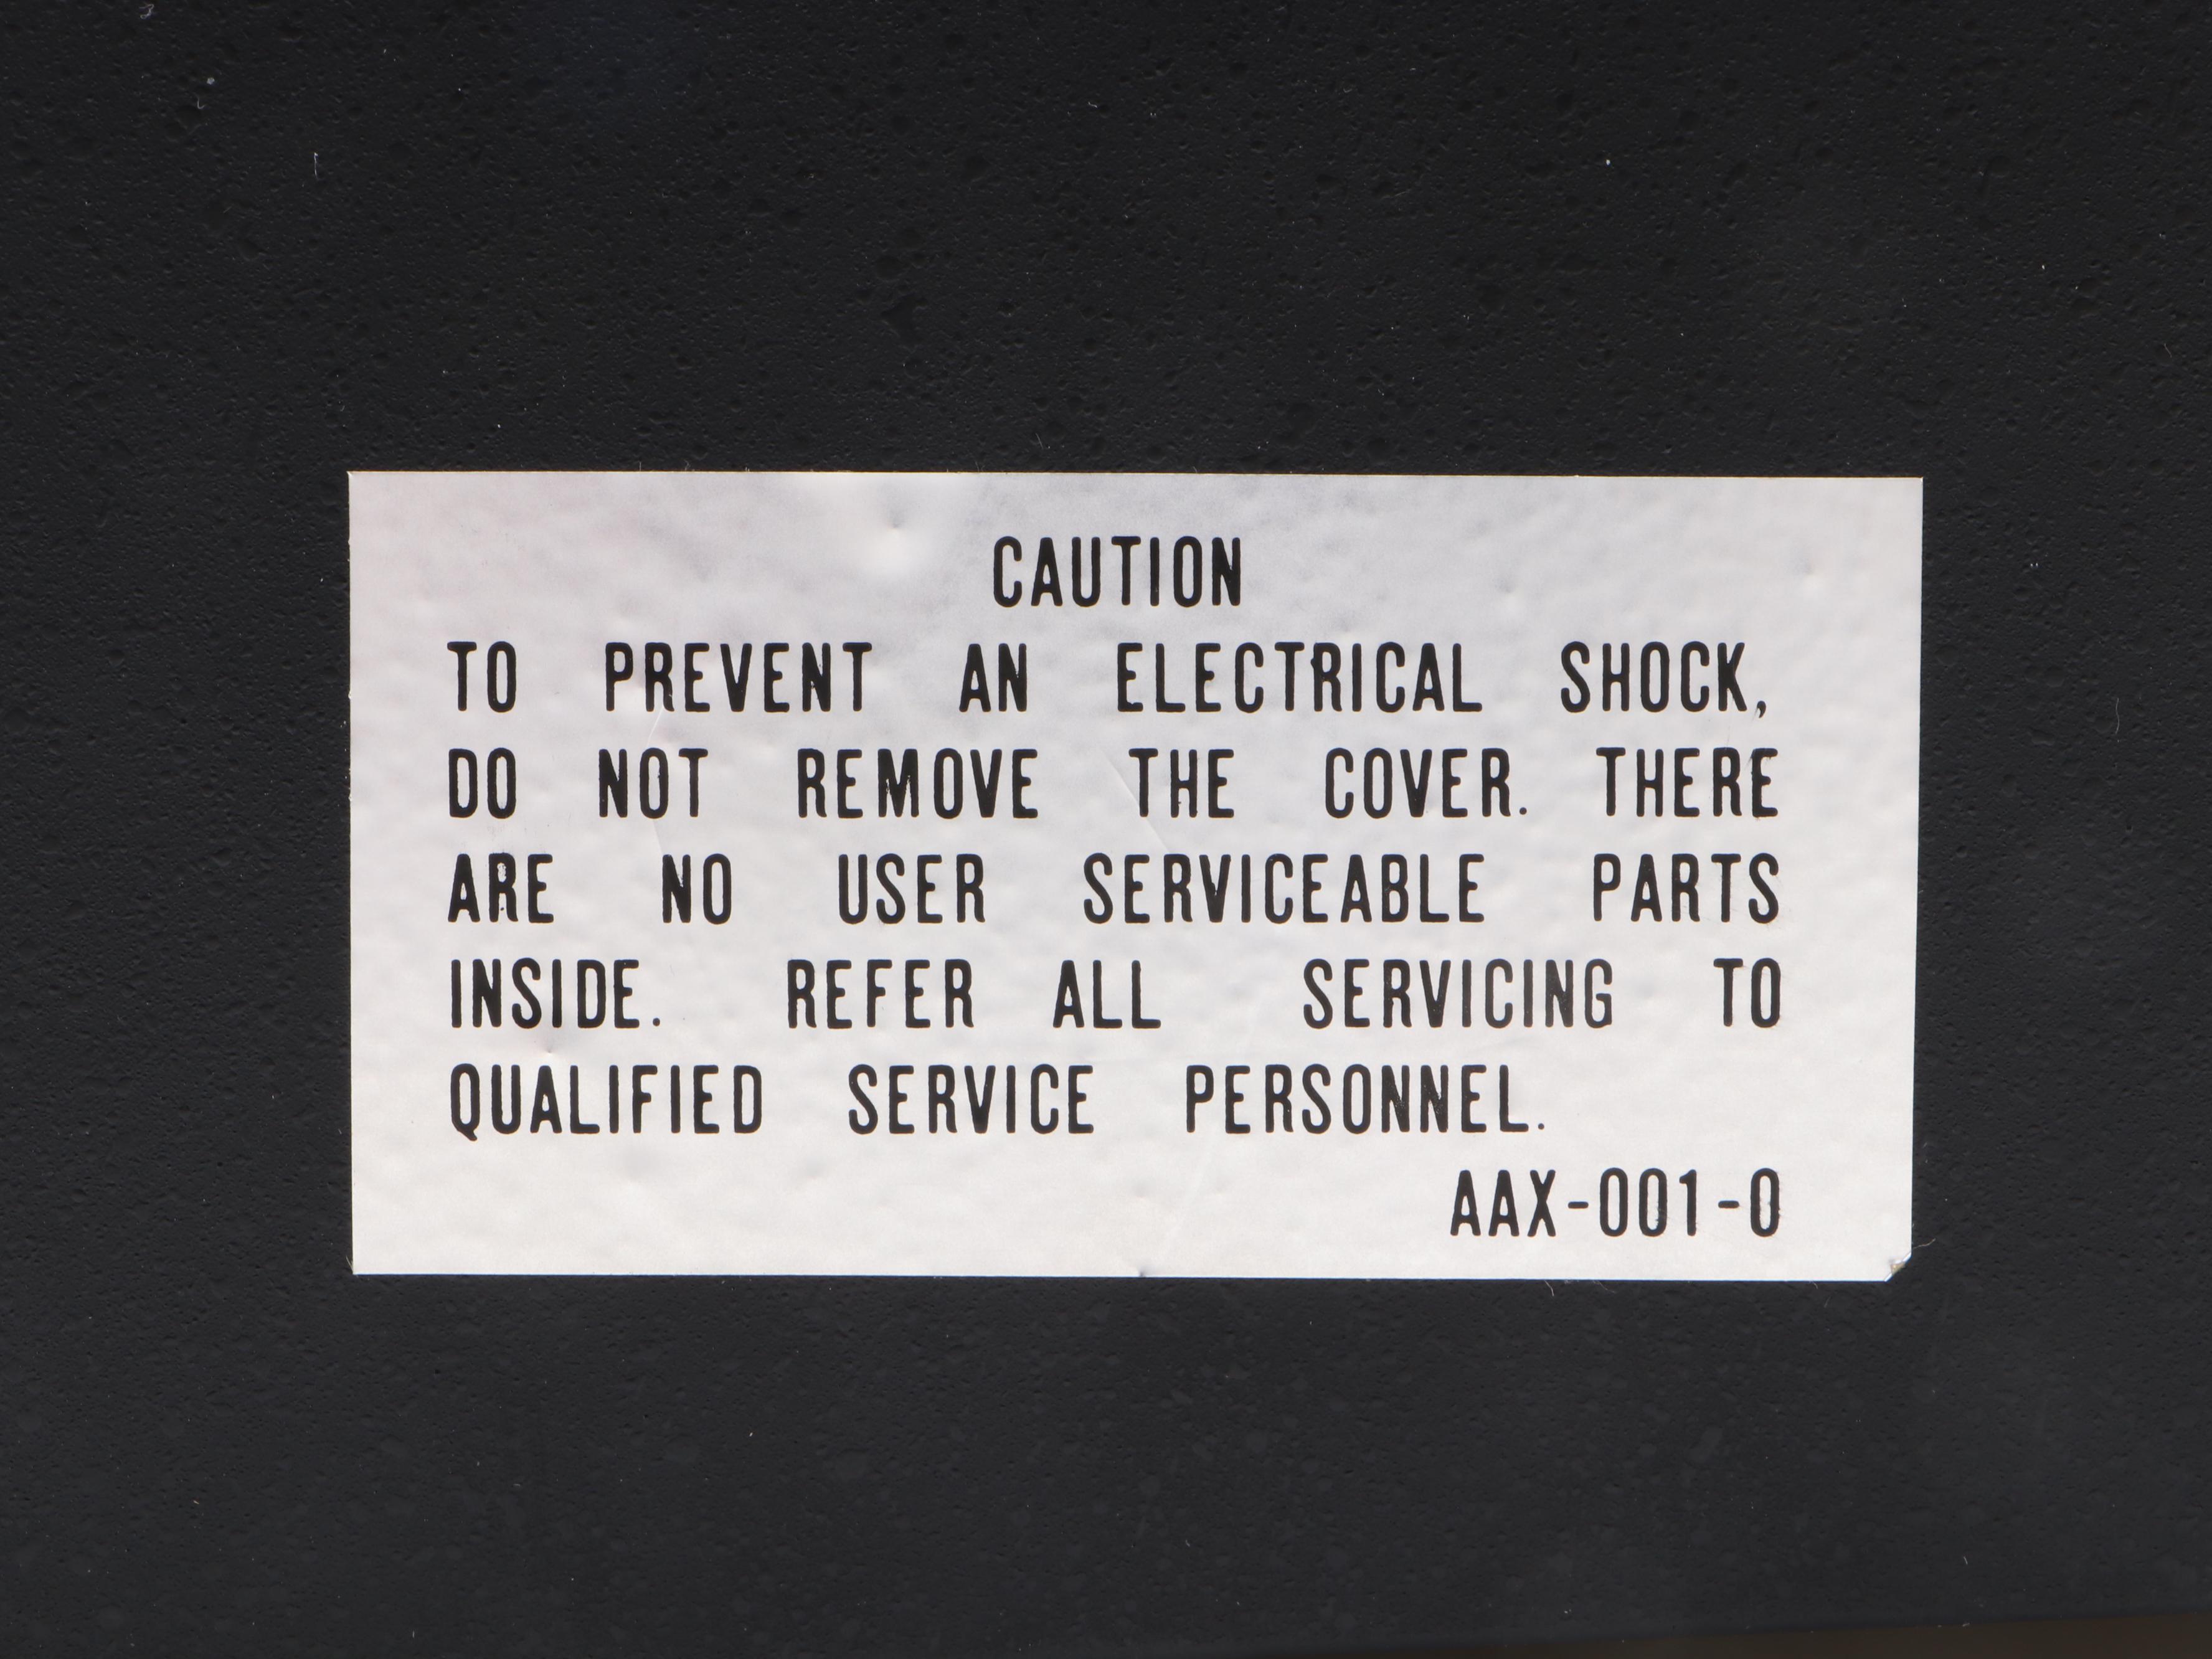 CAUTION
TO PREVENT AN ELECTRICAL SHOCK,
DO NOT REMOVE THE COVER. THERE
ARE NO USER SERVICEABLE PARTS
INSIDE. REFER ALL SERVICING TO
QUALIFIED SERVICE PERSONNEL.
AAX-001-0